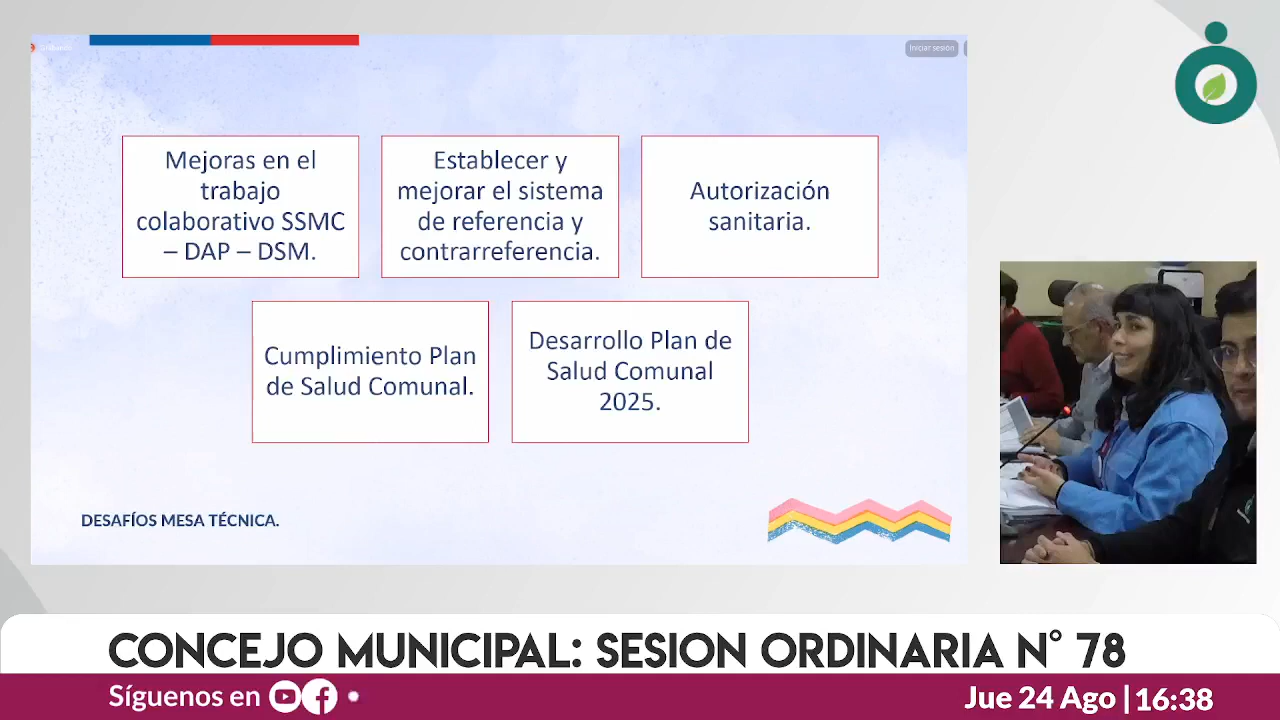 Iniciar sesión
Mejoras en el
trabajo
colaborativo SSMC
– DAP – DSM.
Establecer y
mejorar el sistema
de referencia y
contrarreferencia.
Autorización
sanitaria.
Cumplimiento Plan
de Salud Comunal.
Desarrollo Plan de
Salud Comunal
2025.
DESAFÍOS MESA TÉCNICA.
CONCEJO MUNICIPAL: SESION ORDINARIA N° 78
Síguenos en
Jue 24 Ago | 16:38